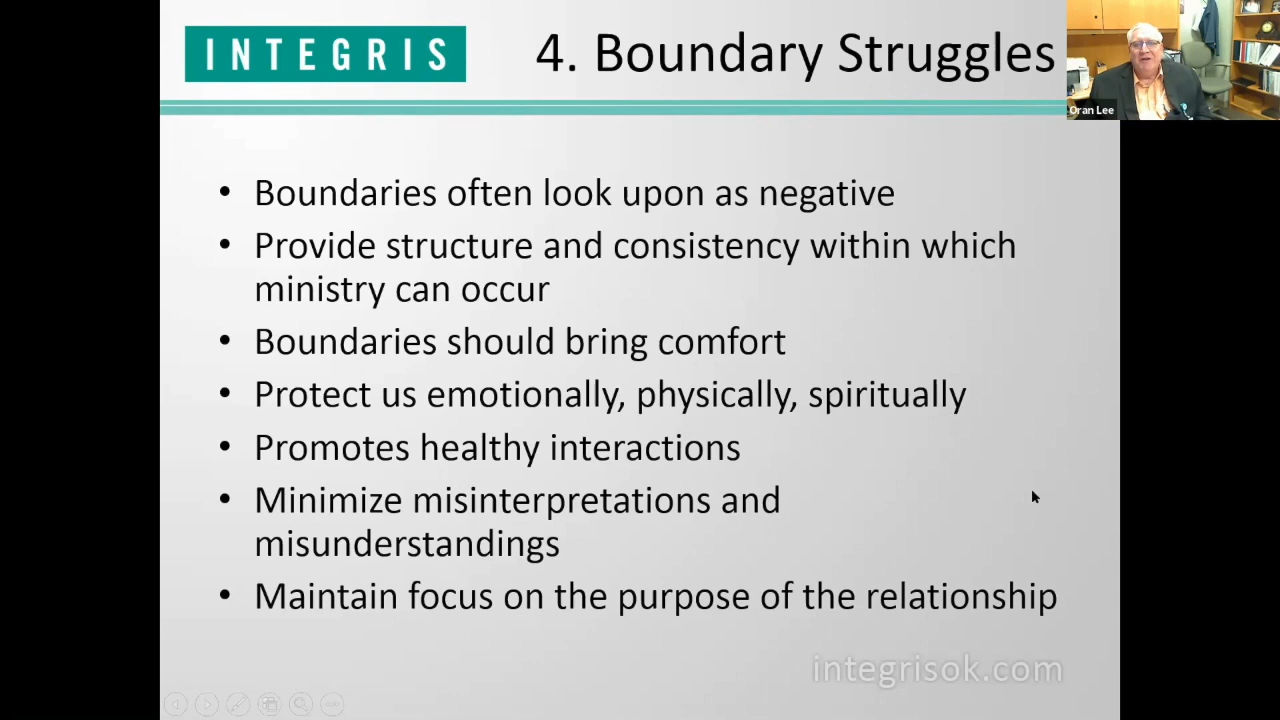 INTEGRIS
4. Boundary Struggles
Oran Lee
• Boundaries often look upon as negative
• Provide structure and consistency within which
ministry can occur
• Boundaries should bring comfort
• Protect us emotionally, physically, spiritually
• Promotes healthy interactions
• Minimize misinterpretations and
misunderstandings
• Maintain focus on the purpose of the relationship
integrisok.com